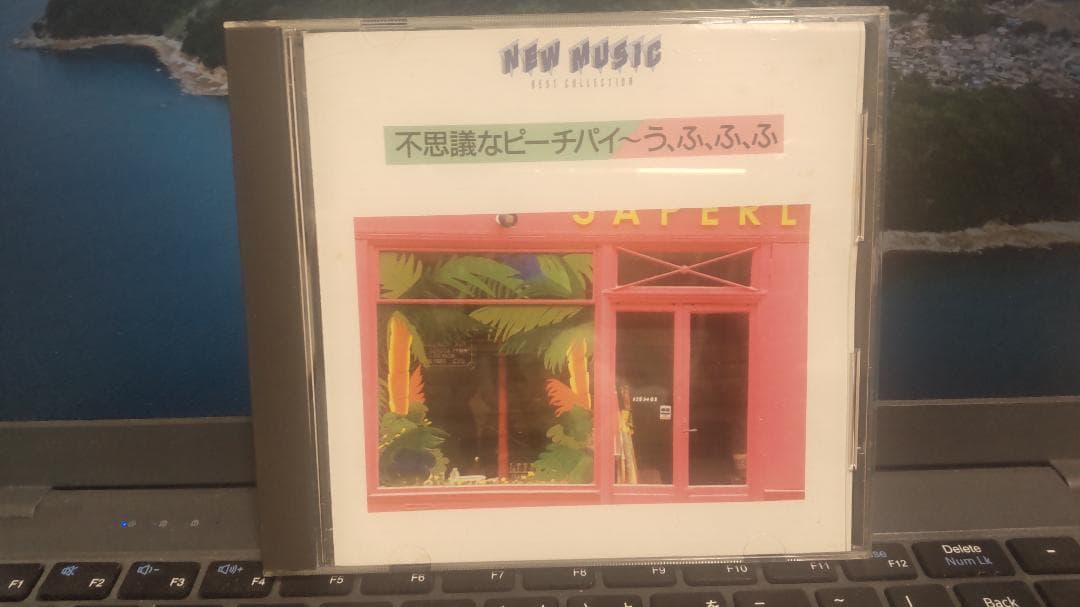 NEW MUSIC
BEST COLLECTION
不思議なピーチパイ～う、ふ、ふ、ふ
SAPERL
F1
F2
F3
F4
F5
F6
F7
F8
F9
F10
F11
F12
Delete
Num Lk
Back